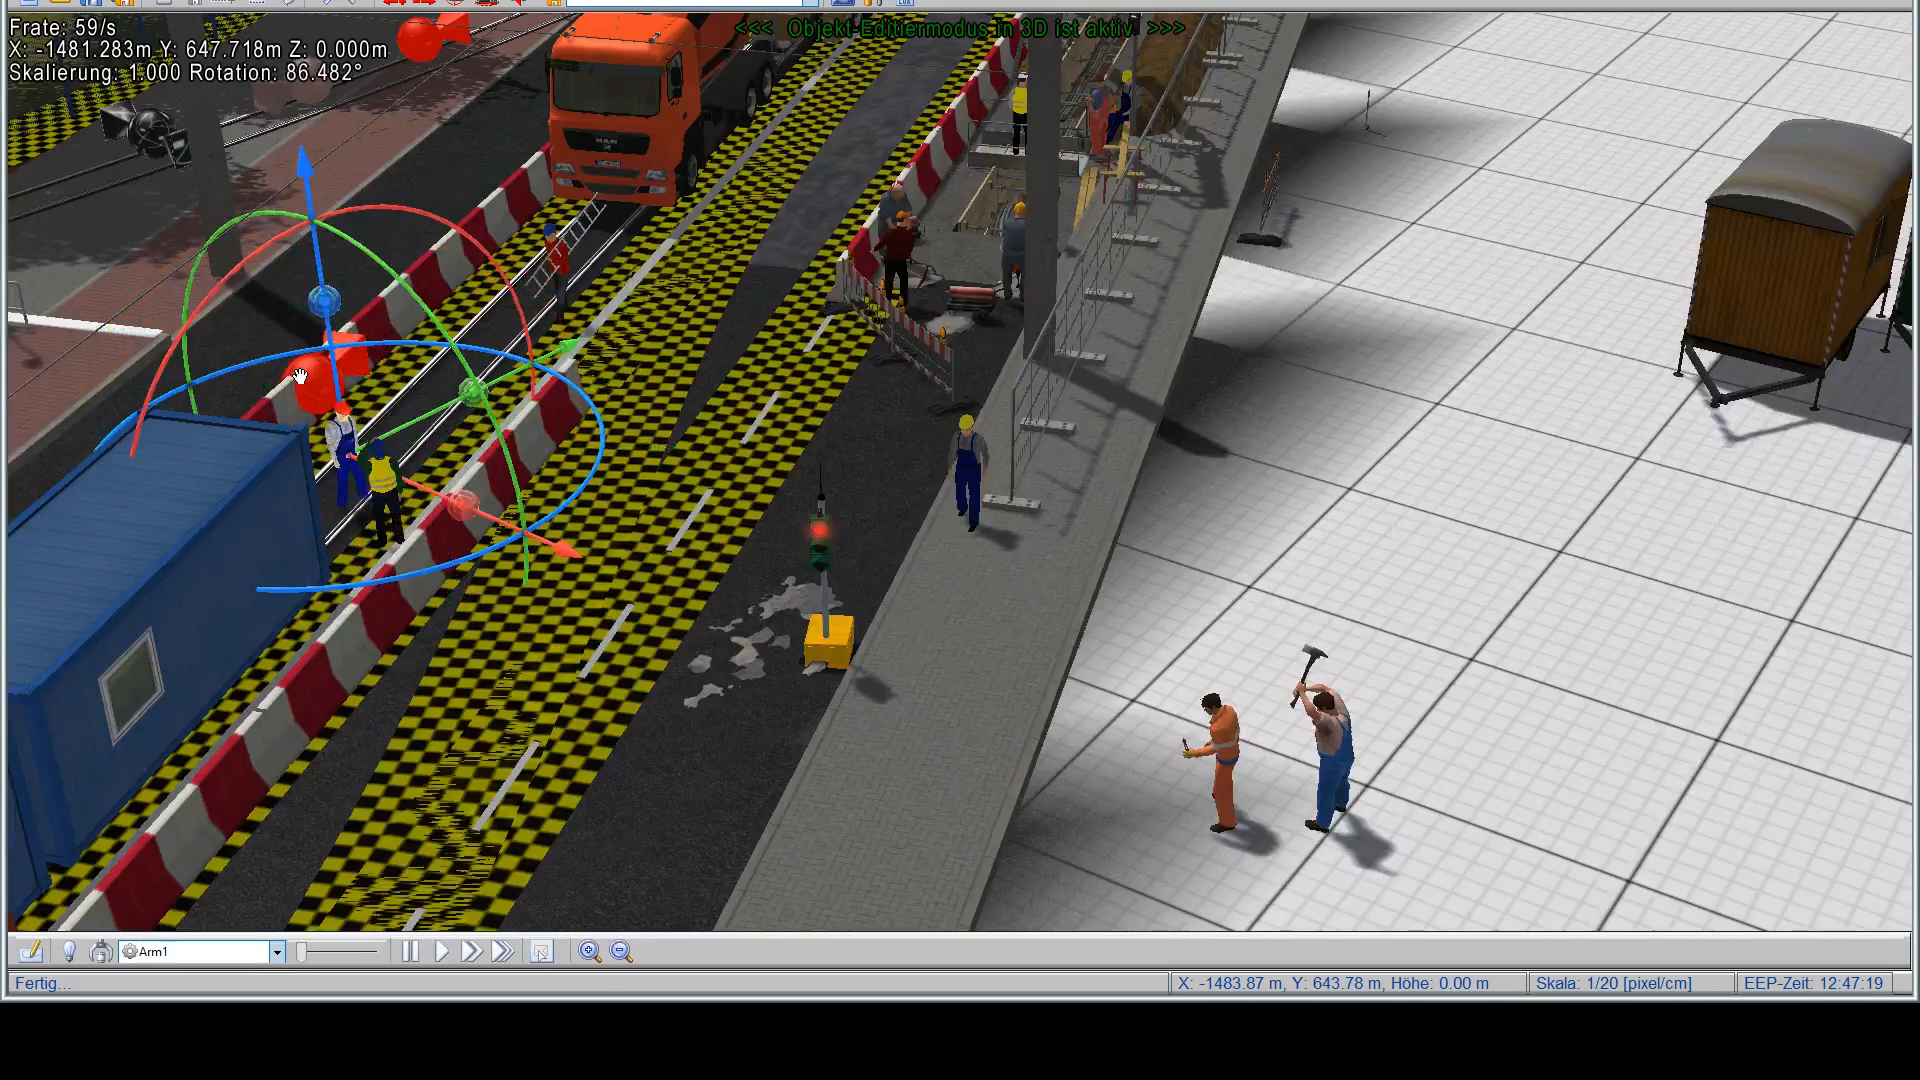 Frate: 59/s
<<< Objekt-Editiermodus in 3D ist aktiv >>>
X: -1481.283m Y: 647.718m Z: 0.000m
Skalierung: 1.000 Rotation: 86.482°
MAN
Arm1
Fertig...
X: -1483.87 m, Y: 643.78 m, Höhe: 0.00 m
Skala: 1/20 [pixel/cm]
EEP-Zeit: 12:47:19